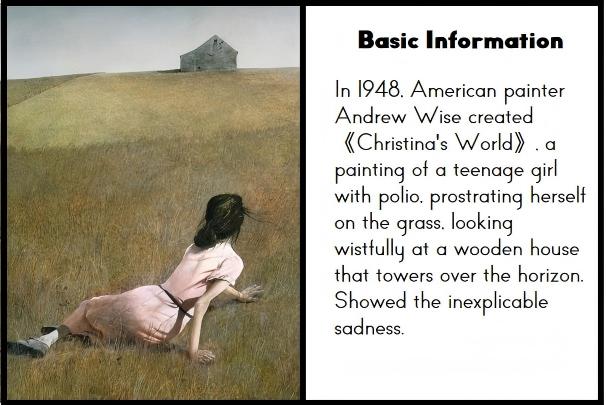 Basic Information
In 1948, American painter
Andrew Wise created
《Christina's World》, a
painting of a teenage girl
with polio, prostrating herself
on the grass, looking
wistfully at a wooden house
that towers over the horizon.
Showed the inexplicable
sadness.